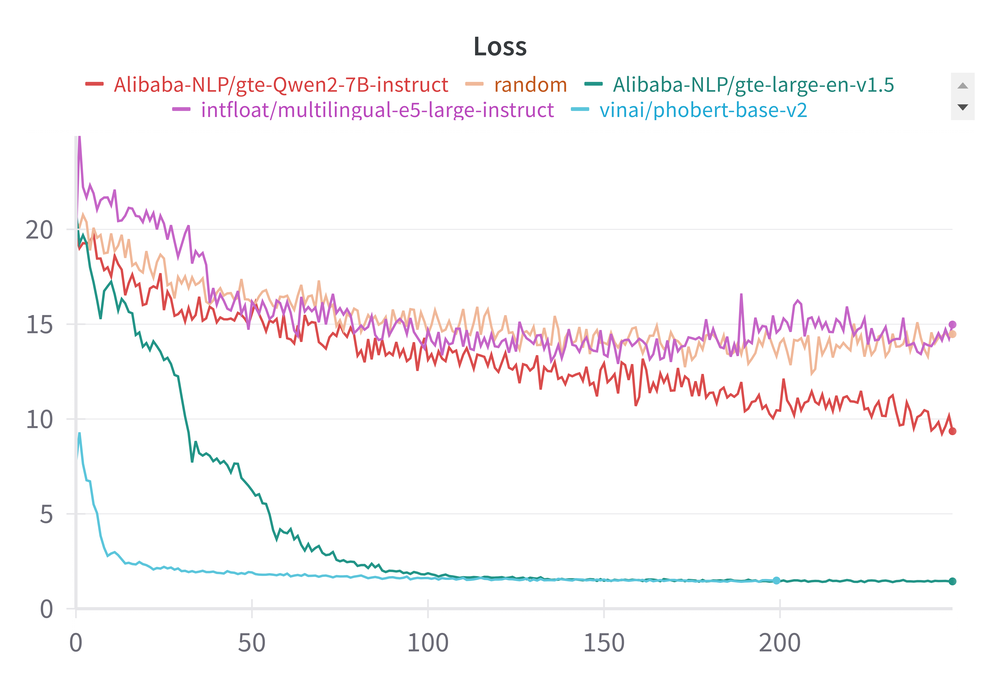 Loss
Alibaba-NLP/gte-Qwen2-7B-instruct random Alibaba-NLP/gte-large-en-v1.5
intfloat/multilingual-e5-large-instruct vinai/phobert-base-v2
20
15
10
5
0
0 50 100 150 200